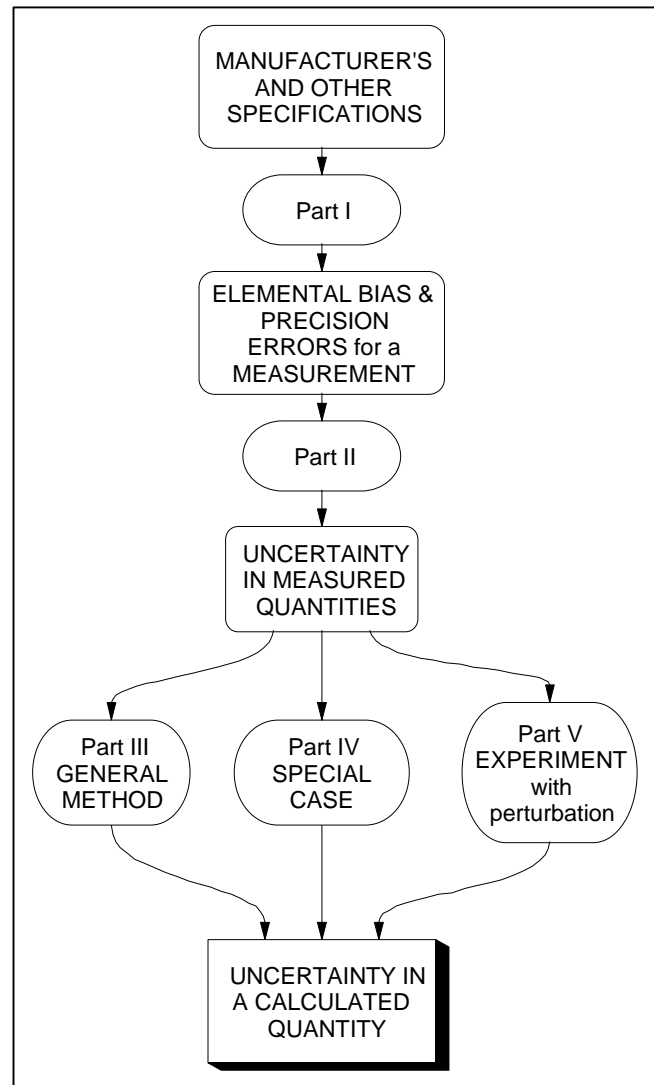 MANUFACTURER'S
AND OTHER
SPECIFICATIONS
Part I
ELEMENTAL BIAS &
PRECISION
ERRORS for a
MEASUREMENT
Part II
UNCERTAINTY
IN MEASURED
QUANTITIES
Part III
GENERAL
METHOD
Part IV
SPECIAL
CASE
Part V
EXPERIMENT
with
perturbation
UNCERTAINTY IN
A CALCULATED
QUANTITY